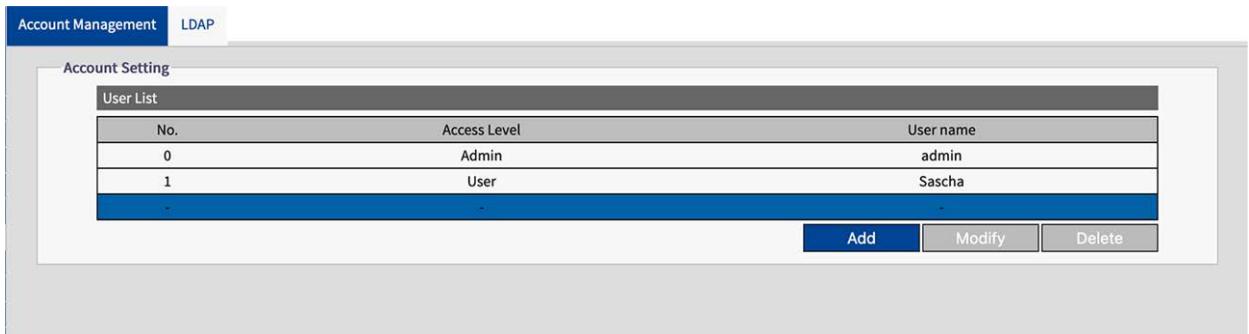 Account Management LDAP
Account Setting
User List
No. Access Level User name
0 Admin admin
1 User Sascha
- - -
Add Modify Delete